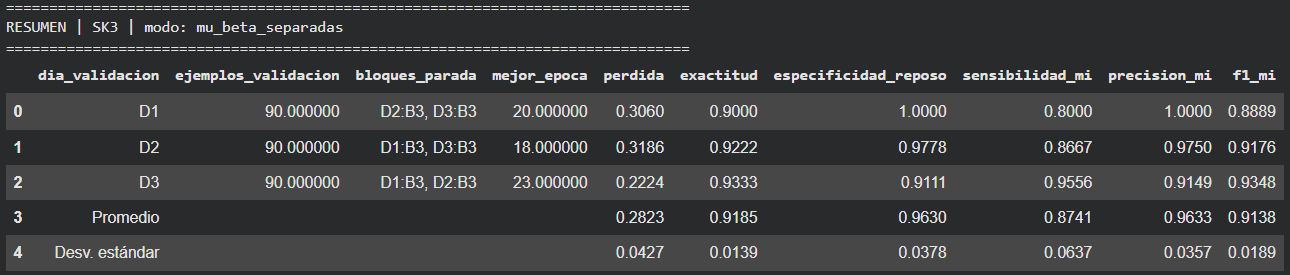 ================================================================================
RESUMEN | SK3 | modo: mu_beta_separadas
================================================================================
dia_validacion ejemplos_validacion bloques_parada mejor_epoca perdida exactitud especificidad_reposo sensibilidad_mi precision_mi f1_mi
0 D1 90.000000 D2:B3, D3:B3 20.000000 0.3060 0.9000 1.0000 0.8000 1.0000 0.8889
1 D2 90.000000 D1:B3, D3:B3 18.000000 0.3186 0.9222 0.9778 0.8667 0.9750 0.9176
2 D3 90.000000 D1:B3, D2:B3 23.000000 0.2224 0.9333 0.9111 0.9556 0.9149 0.9348
3 Promedio 0.2823 0.9185 0.9630 0.8741 0.9633 0.9138
4 Desv. estándar 0.0427 0.0139 0.0378 0.0637 0.0357 0.0189